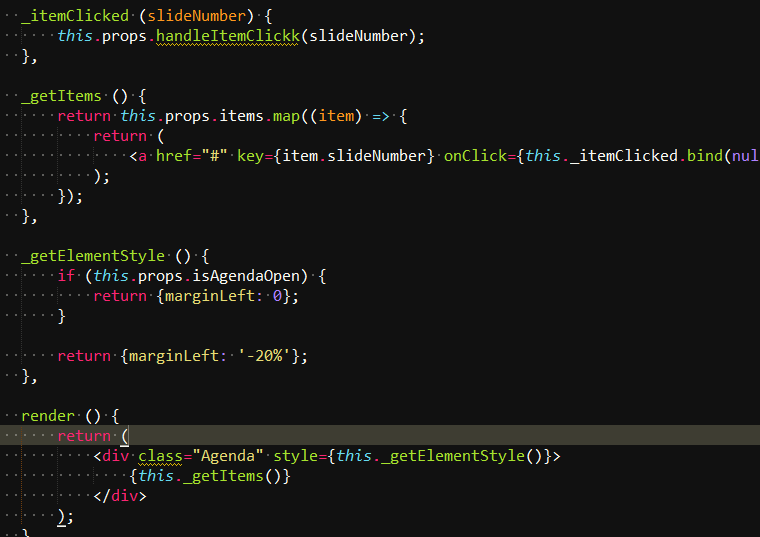 _itemClicked (slideNumber) {
this.props.handleItemClickk(slideNumber);
},
_getItems () {
return this.props.items.map((item) => {
return (
<a href="#" key={item.slideNumber} onClick={this._itemClicked.bind(nul
);
});
},
_getElementStyle () {
if (this.props.isAgendaOpen) {
return {marginLeft: 0};
}
return {marginLeft: '-20%'};
},
render () {
return (
<div class="Agenda" style={this._getElementStyle()}>
{this._getItems()}
</div>
);
}